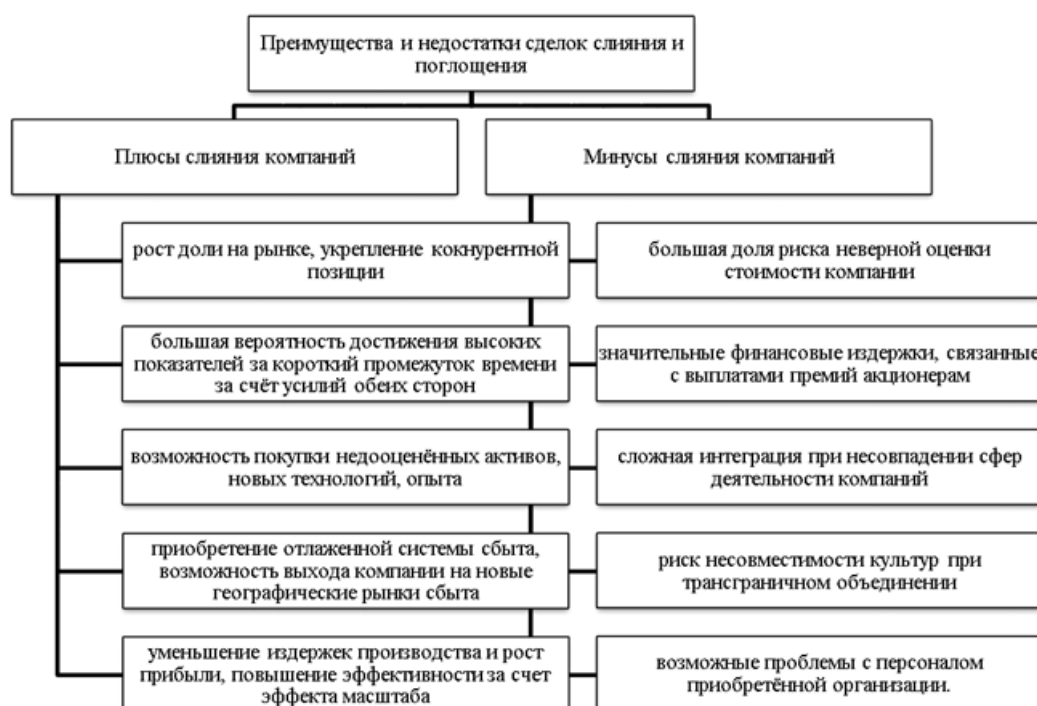 Преимущества и недостатки сделок слияния и
поглощения
Плюсы слияния компаний
Минусы слияния компаний
рост доли на рынке, укрепление кокнурентной
позиции
большая вероятность достижения высоких
показателей за короткий промежуток времени
за счёт усилий обеих сторон
возможность покупки недооценённых активов,
новых технологий, опыта
приобретение отлаженной системы сбыта,
возможность выхода компании на новые
географические рынки сбыта
уменьшение издержек производства и рост
прибыли, повышение эффективности за счет
эффекта масштаба
большая доля риска неверной оценки
стоимости компании
значительные финансовые издержки, связанные
с выплатами премий акционерам
сложная интеграция при несовпадении сфер
деятельности компаний
риск несовместимости культур при
трансграничном объединении
возможные проблемы с персоналом
приобретённой организации.